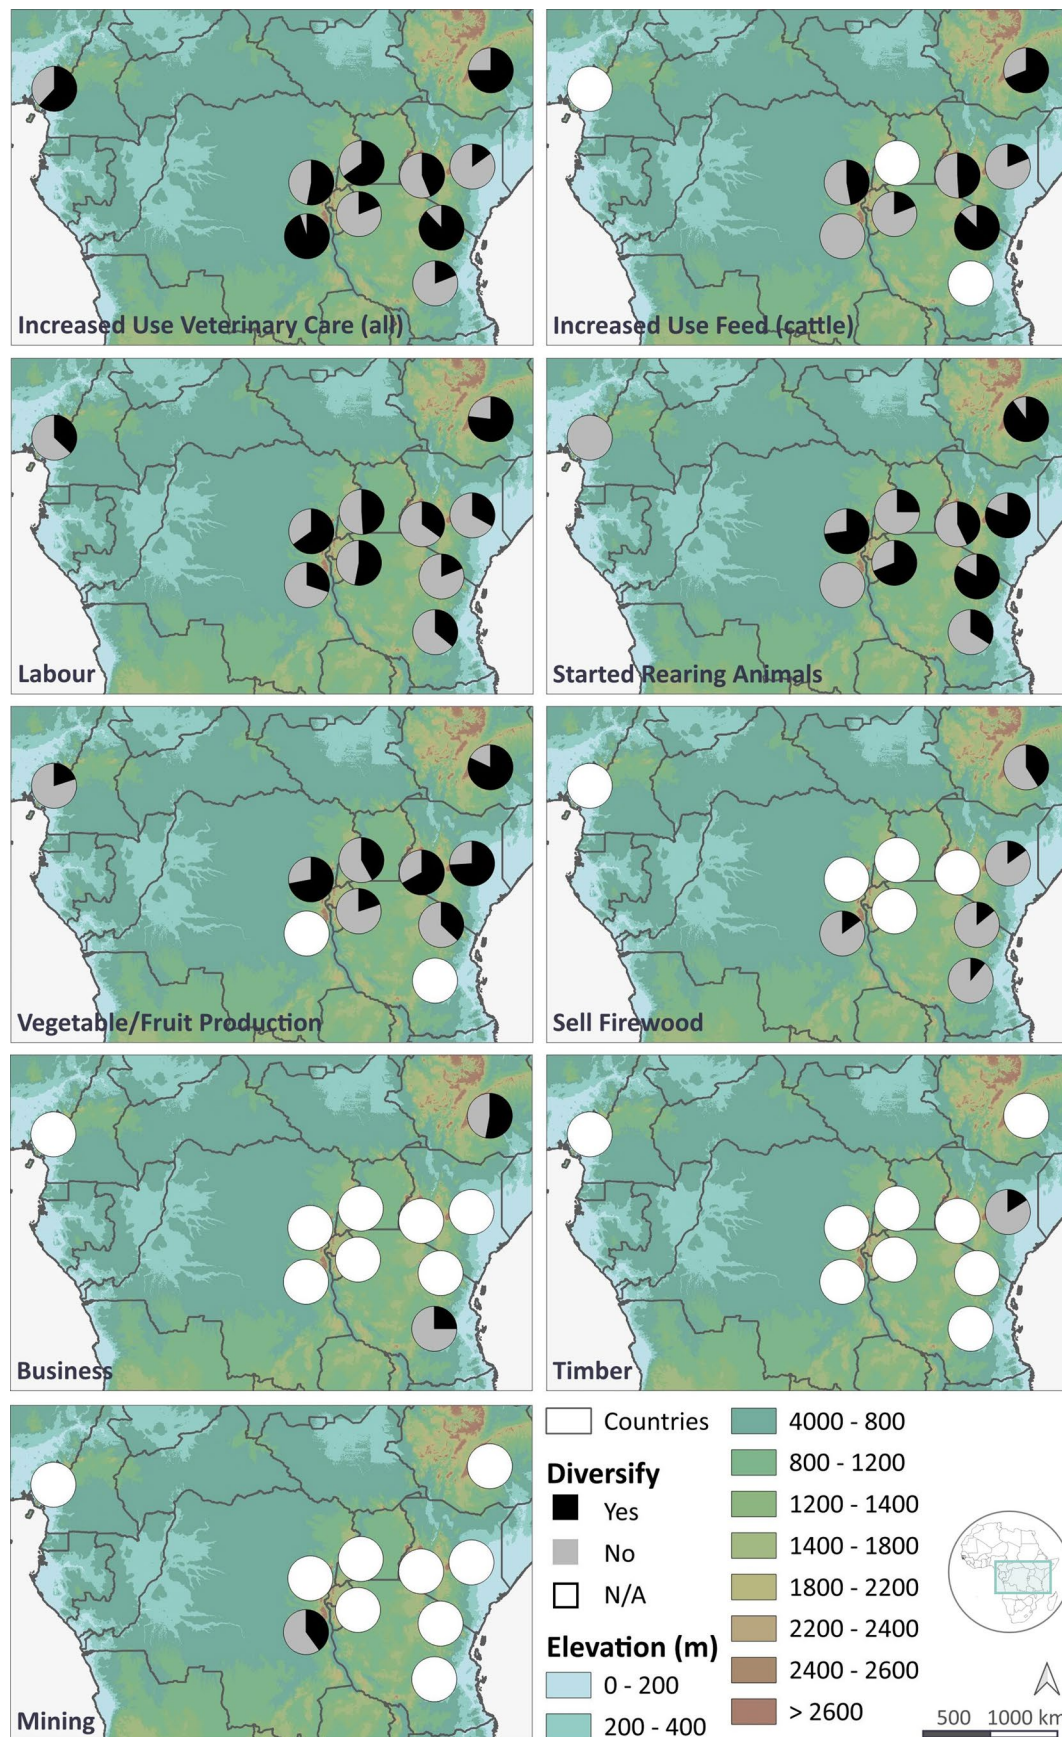 Increased Use Veterinary Care (all)
Increased Use Feed (cattle)
Labour
Started Rearing Animals
Vegetable/Fruit Production
Sell Firewood
Business
Timber
Mining
Countries
Diversify
Yes
No
N/A
Elevation (m)
0 - 200
200 - 400
4000 - 800
800 - 1200
1200 - 1400
1400 - 1800
1800 - 2200
2200 - 2400
2400 - 2600
> 2600
500 1000 km